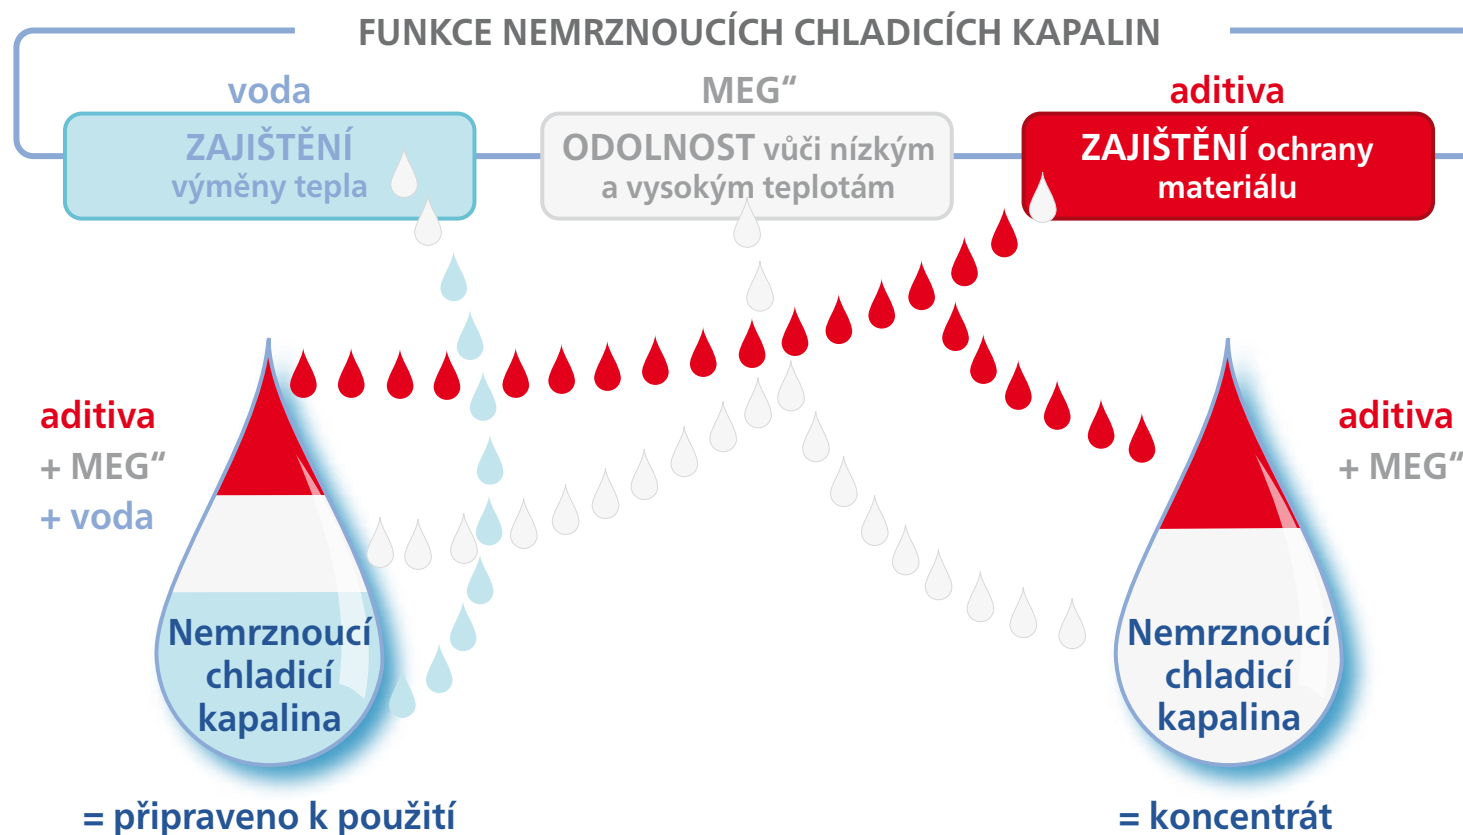 FUNKCE NEMRZNOUCÍCH CHLADICÍCH KAPALIN
voda
ZAJIŠTĚNÍ
výměny tepla
MEG“
ODOLNOST vůči nízkým
a vysokým teplotám
aditiva
ZAJIŠTĚNÍ ochrany
materiálu
aditiva
+ MEG“
+ voda
Nemrznoucí
chladicí
kapalina
= připraveno k použití
aditiva
+ MEG“
Nemrznoucí
chladicí
kapalina
= koncentrát